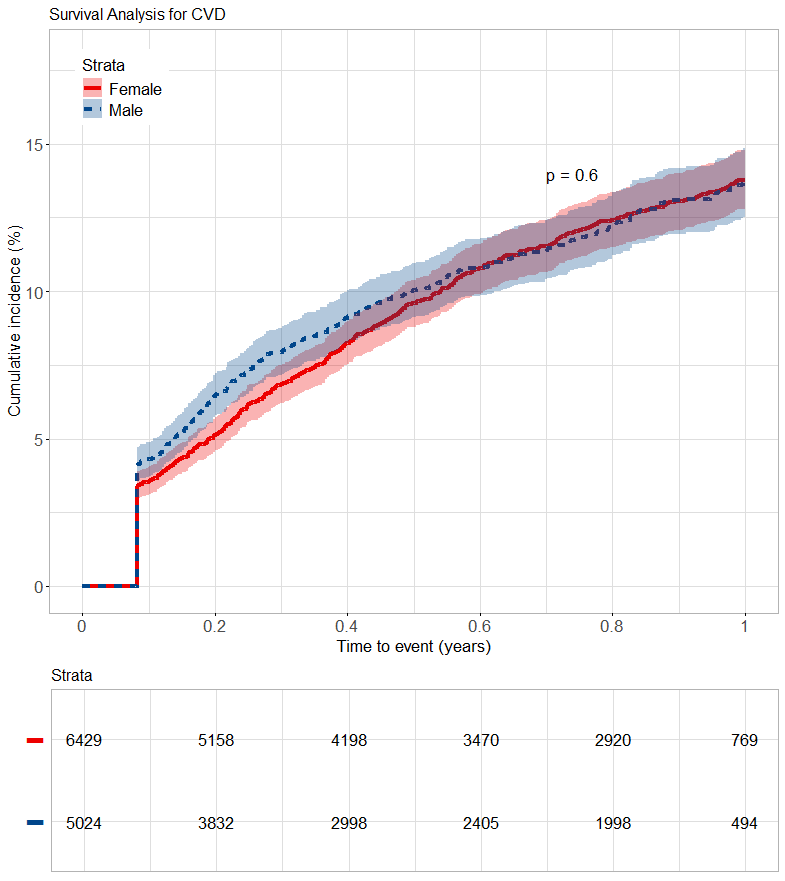 Survival Analysis for CVD
Strata
Female
Male
p = 0.6
15
10
5
0
Cumulative incidence (%)
0 0.2 0.4 0.6 0.8 1
Time to event (years)
Strata
6429 5158 4198 3470 2920 769
5024 3832 2998 2405 1998 494